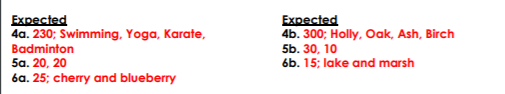 Expected
4a. 230; Swimming, Yoga, Karate,
Badminton
5a. 20, 20
6a. 25; cherry and blueberry
Expected
4b. 300; Holly, Oak, Ash, Birch
5b. 30, 10
6b. 15; lake and marsh